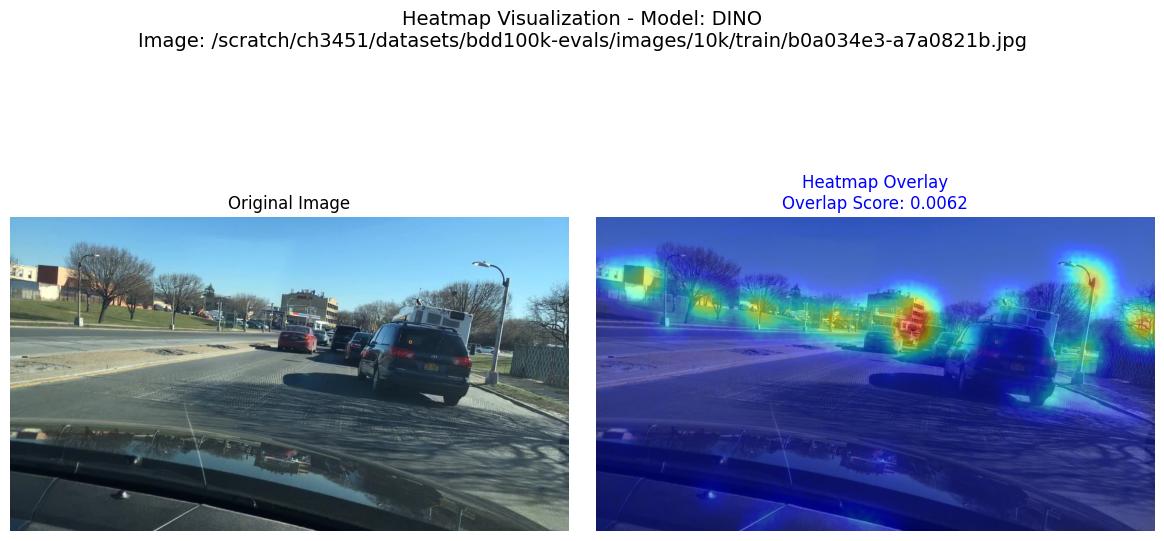 Heatmap Visualization - Model: DINO
Image: /scratch/ch3451/datasets/bdd100k-evals/images/10k/train/b0a034e3-a7a0821b.jpg
Original Image
Heatmap Overlay
Overlap Score: 0.0062